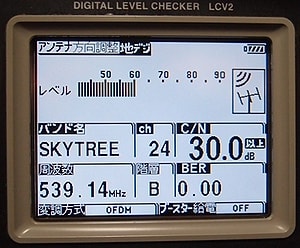 DIGITAL LEVEL CHECKER LCV2
アンテナ方向調整 地デジ
50 60 70 80 90
レベル
バンド名 ch C/N
SKYTREE 24 30.0以上 dB
周波数 階層 BER
539.14MHz B 0.00
変調方式 OFDM ブースター給電 OFF